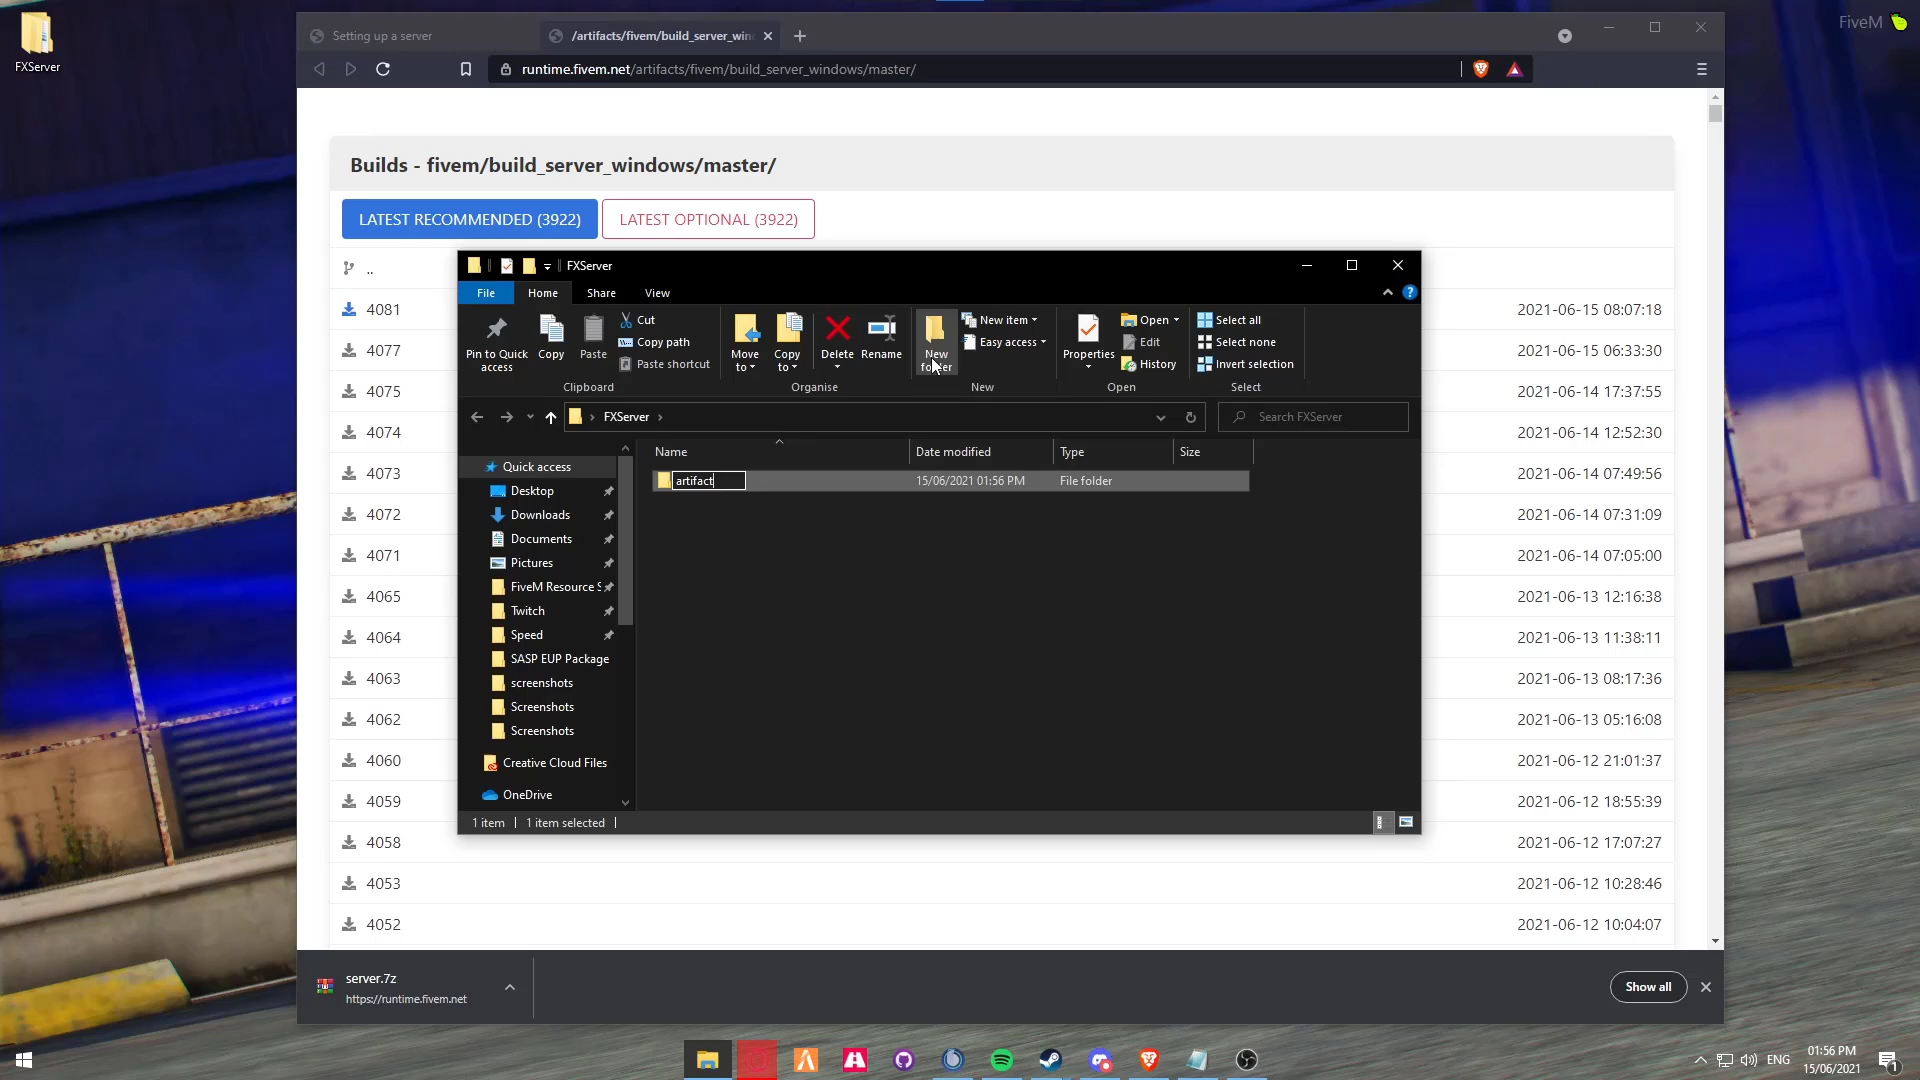 FXServer
FiveM
Setting up a server
/artifacts/fivem/build_server_win
runtime.fivem.net/artifacts/fivem/build_server_windows/master/
Builds - fivem/build_server_windows/master/
LATEST RECOMMENDED (3922)
LATEST OPTIONAL (3922)
..
4081
4077
4075
4074
4073
4072
4071
4065
4064
4063
4062
4060
4059
4058
4053
4052
2021-06-15 08:07:18
2021-06-15 06:33:30
2021-06-14 17:37:55
2021-06-14 12:52:30
2021-06-14 07:49:56
2021-06-14 07:31:09
2021-06-14 07:05:00
2021-06-13 12:16:38
2021-06-13 11:38:11
2021-06-13 08:17:36
2021-06-13 05:16:08
2021-06-12 21:01:37
2021-06-12 18:55:39
2021-06-12 17:07:27
2021-06-12 10:28:46
2021-06-12 10:04:07
FXServer
File
Home
Share
View
Pin to Quick
access
Copy
Paste
Cut
Copy path
Paste shortcut
Clipboard
Move
to
Copy
to
Delete
Rename
Organise
New
folder
New item
Easy access
New
Properties
Open
Edit
History
Open
Select all
Select none
Invert selection
Select
FXServer
Search FXServer
Name
Date modified
Type
Size
artifact
15/06/2021 01:56 PM
File folder
Quick access
Desktop
Downloads
Documents
Pictures
FiveM Resource S
Twitch
Speed
SASP EUP Package
screenshots
Screenshots
Screenshots
Creative Cloud Files
OneDrive
1 item
1 item selected
server.7z
https://runtime.fivem.net
Show all
ENG
01:56 PM
15/06/2021
1